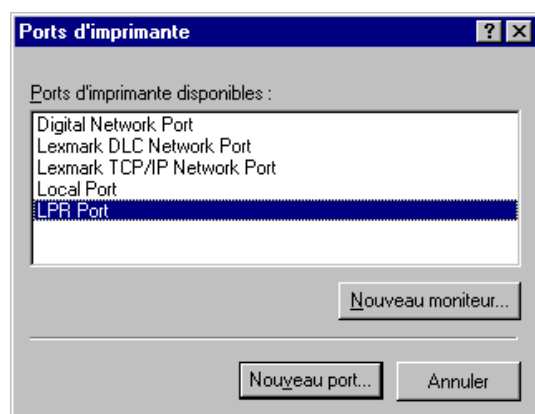 Ports d'imprimante
Ports d'imprimante disponibles :
Digital Network Port
Lexmark DLC Network Port
Lexmark TCP/IP Network Port
Local Port
LPR Port
Nouveau moniteur...
Nouveau port...
Annuler